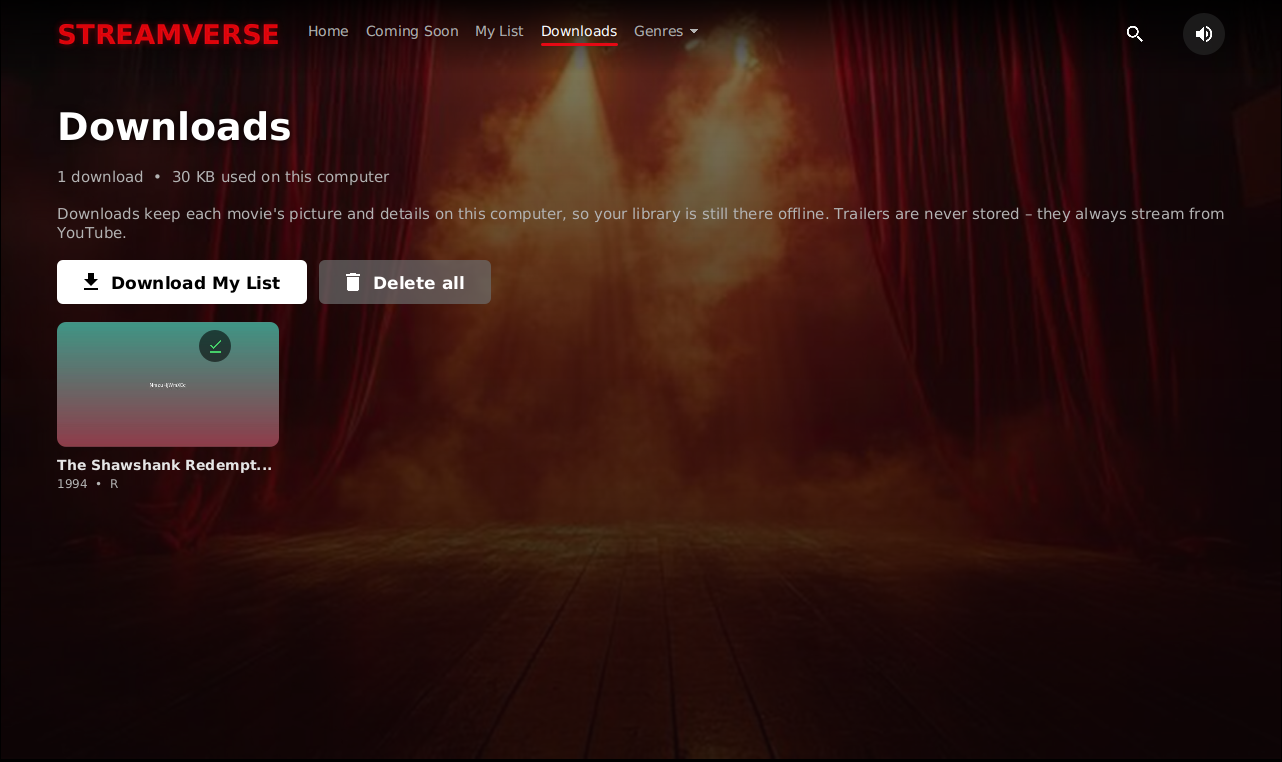 STREAMVERSE Home Coming Soon My List Downloads Genres
Downloads
1 download • 30 KB used on this computer
Downloads keep each movie's picture and details on this computer, so your library is still there offline. Trailers are never stored – they always stream from
YouTube.
Download My List Delete all
The Shawshank Redempt...
1994 • R